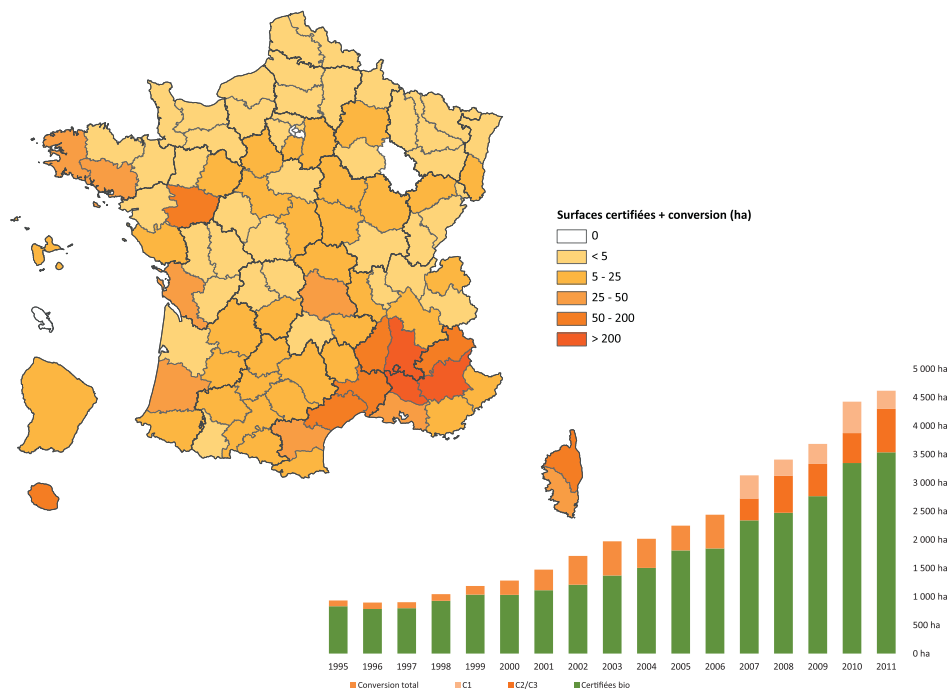 Surfaces certifiées + conversion (ha)
0
< 5
5 - 25
25 - 50
50 - 200
> 200
5 000 ha
4 500 ha
4 000 ha
3 500 ha
3 000 ha
2 500 ha
2 000 ha
1 500 ha
1 000 ha
500 ha
0 ha
1995 1996 1997 1998 1999 2000 2001 2002 2003 2004 2005 2006 2007 2008 2009 2010 2011
Conversion total C1 C2/C3 Certifiées bio